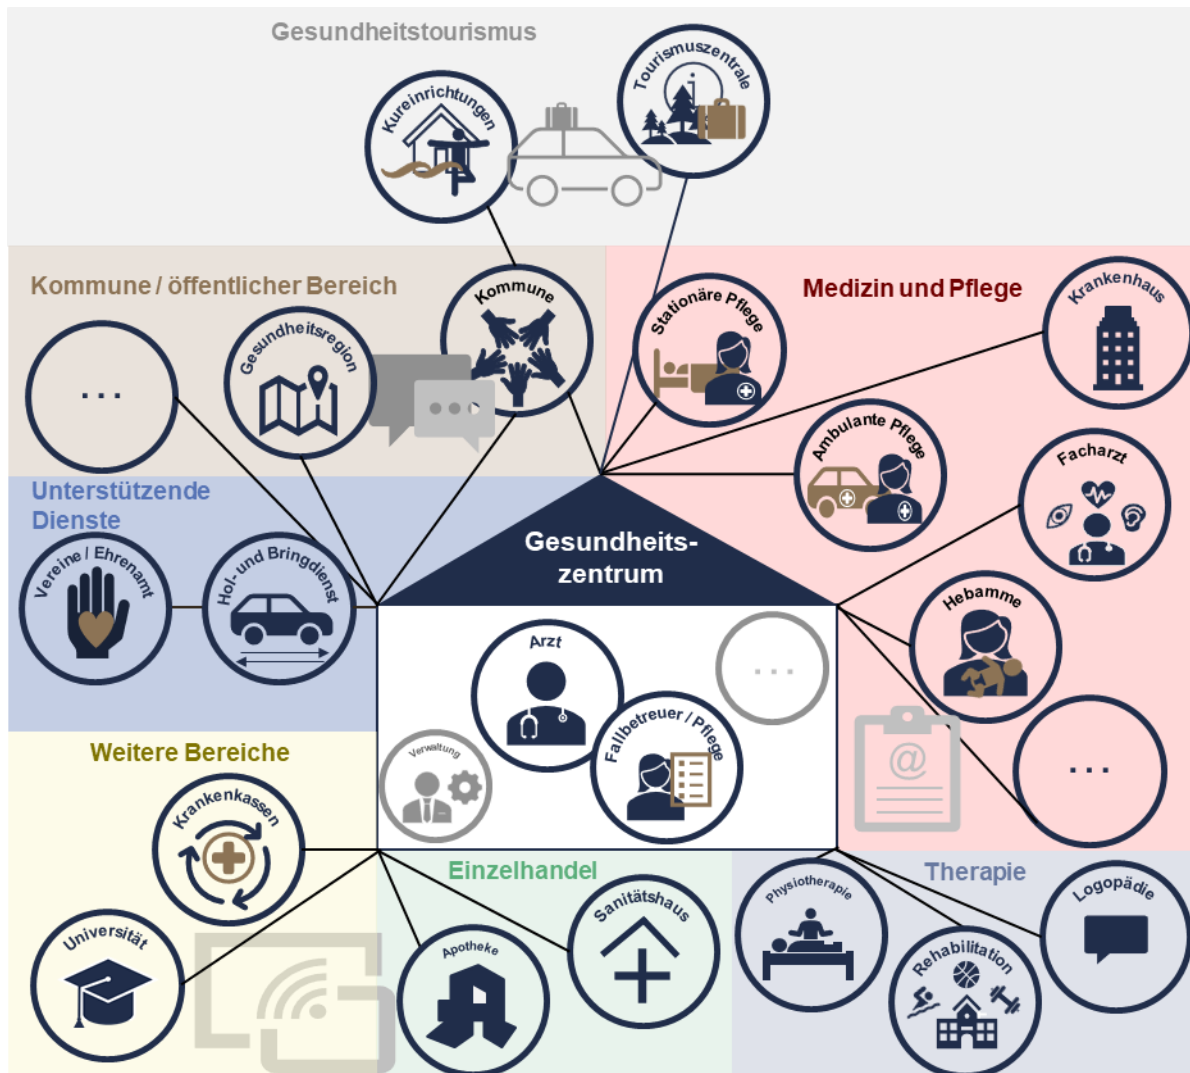 Gesundheitstourismus
Kureinrichtungen
Tourismuszentrale
i
Kommune / öffentlicher Bereich
...
Gesundheitsregion
Kommune
Medizin und Pflege
Stationäre Pflege
Krankenhaus
Ambulante Pflege
Facharzt
Hebamme
...
Unterstützende
Dienste
Vereine / Ehrenamt
Hol- und Bringdienst
Gesundheits-
zentrum
Arzt
...
Fallbetreuer / Pflege
Verwaltung
@
Weitere Bereiche
Krankenkassen
Universität
Einzelhandel
Apotheke
Sanitätshaus
Therapie
Physiotherapie
Rehabilitation
Logopädie